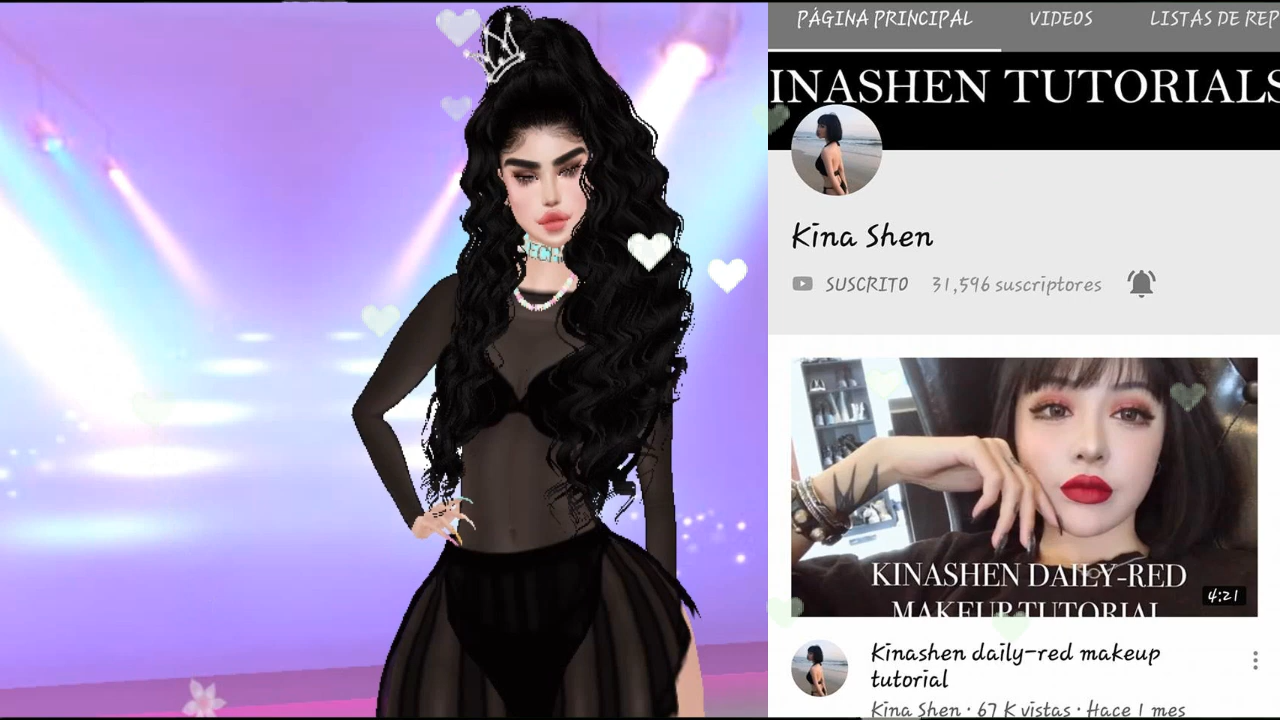 PÁGINA PRINCIPAL VIDEOS LISTAS DE REP
INASHEN TUTORIALS
Kina Shen
SUSCRITO 31,596 suscriptores
KINASHEN DAILY-RED
MAKEUP TUTORIAL
4:21
Kinashen daily-red makeup
tutorial
Kina Shen · 67 K vistas · Hace 1 mes